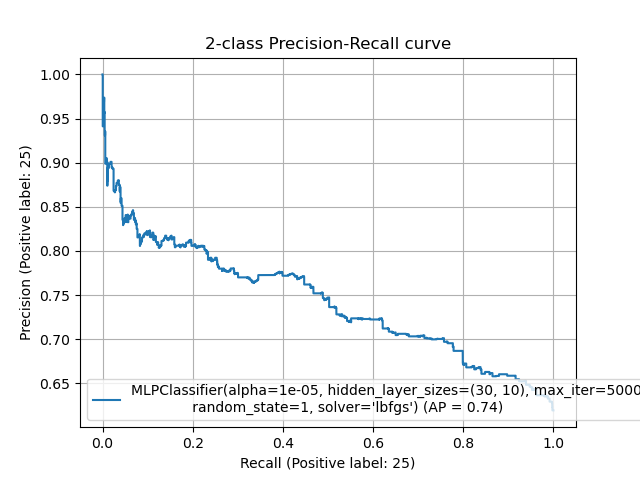 2-class Precision-Recall curve
Precision (Positive label: 25)
1.00
0.95
0.90
0.85
0.80
0.75
0.70
0.65
MLPClassifier(alpha=1e-05, hidden_layer_sizes=(30, 10), max_iter=5000
random_state=1, solver='lbfgs') (AP = 0.74)
0.0 0.2 0.4 0.6 0.8 1.0
Recall (Positive label: 25)